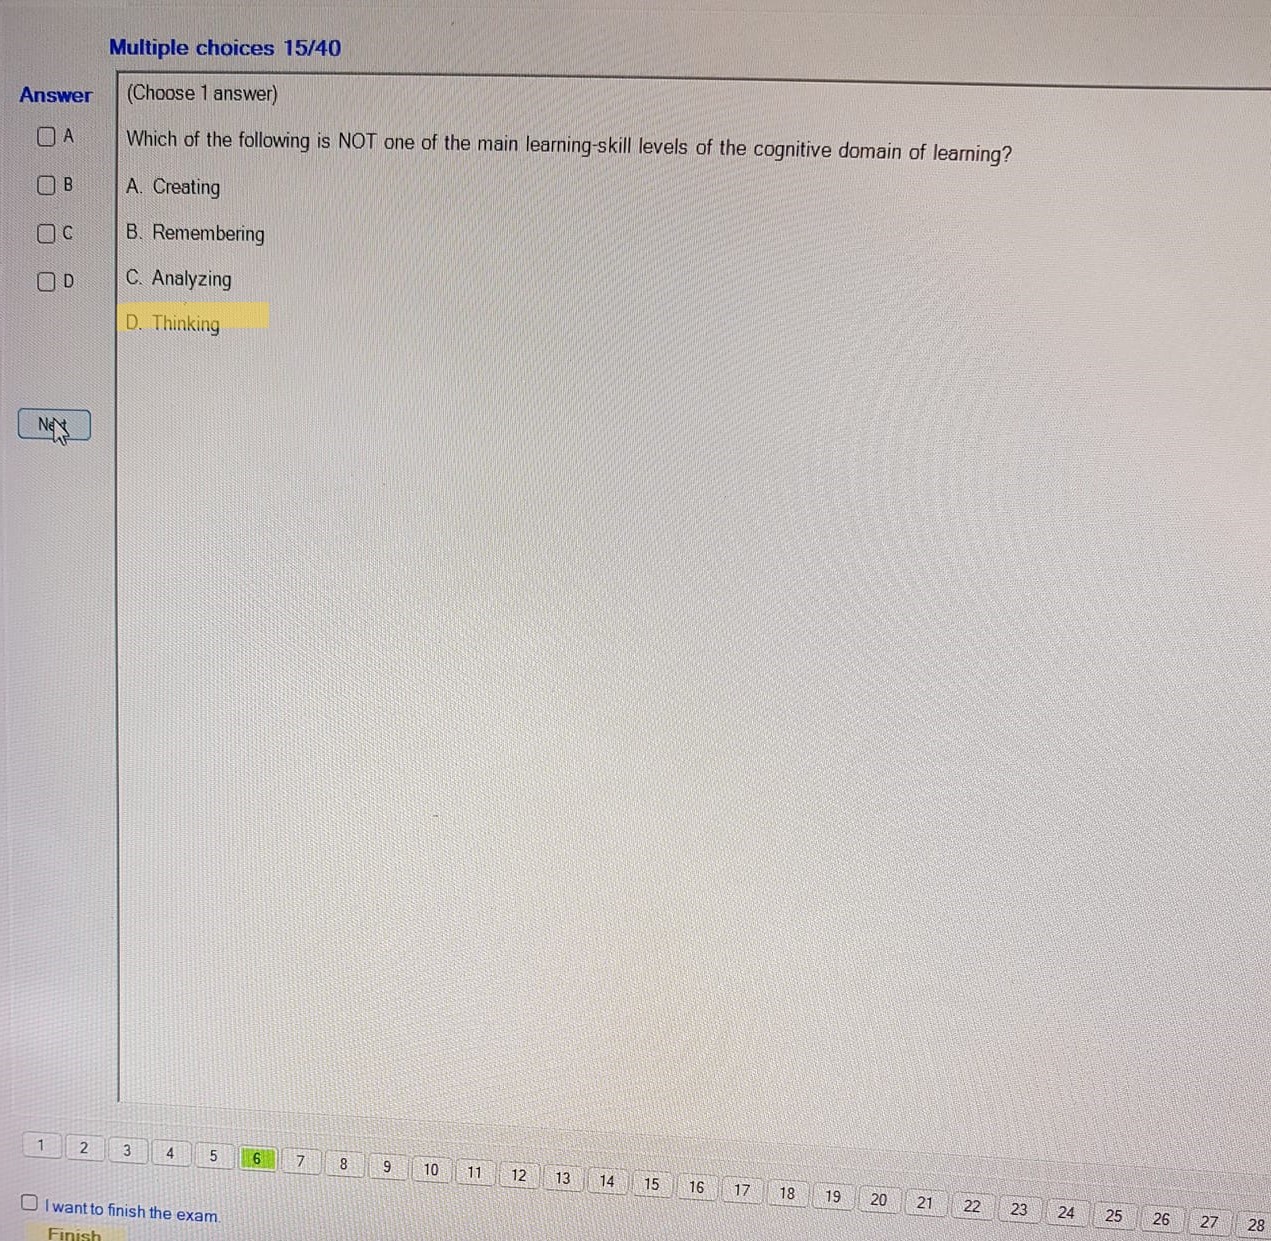 Multiple choices 15/40
Answer
(Choose 1 answer)
A
Which of the following is NOT one of the main learning-skill levels of the cognitive domain of learning?
B
A. Creating
C
B. Remembering
D
C. Analyzing
D. Thinking
Next
1 2 3 4 5 6 7 8 9 10 11 12 13 14 15 16 17 18 19 20 21 22 23 24 25 26 27 28
I want to finish the exam.
Finish